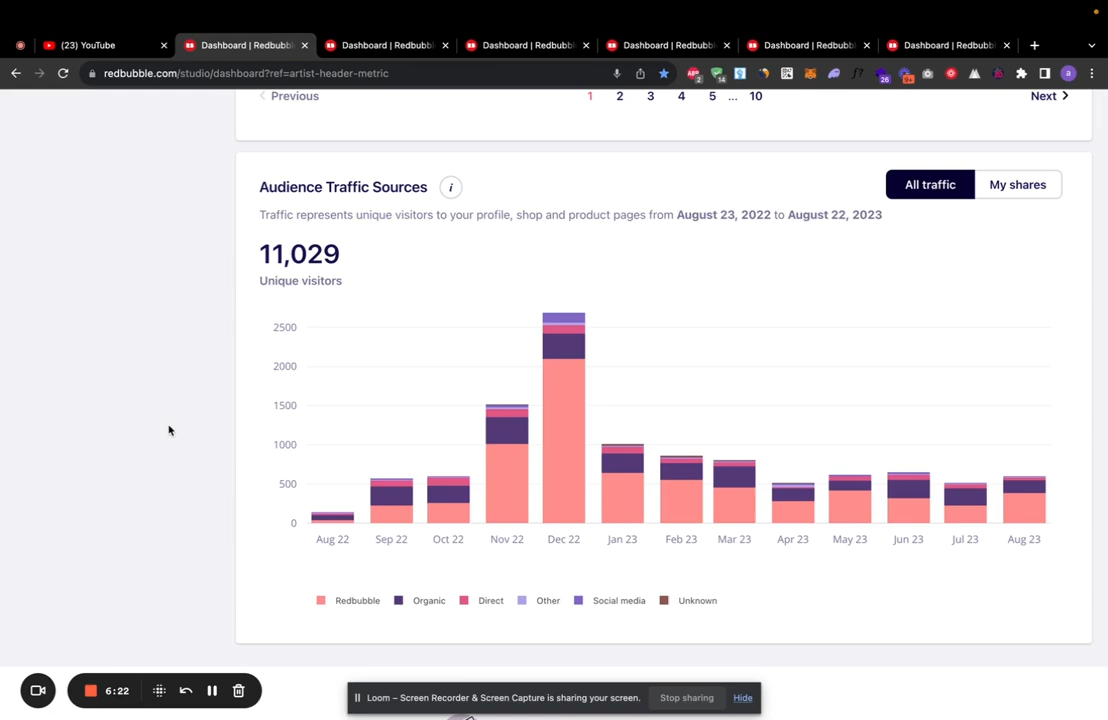 (23) YouTube
Dashboard | Redbubbl
Dashboard | Redbubbl
Dashboard | Redbubbl
Dashboard | Redbubbl
Dashboard | Redbubbl
Dashboard | Redbubbl
redbubble.com/studio/dashboard?ref=artist-header-metric
ABP
2
14
f?
26
9+
a
Previous
1 2 3 4 5 ... 10
Next
Audience Traffic Sources
i
All traffic
My shares
Traffic represents unique visitors to your profile, shop and product pages from August 23, 2022 to August 22, 2023
11,029
Unique visitors
2500
2000
1500
1000
500
0
Aug 22 Sep 22 Oct 22 Nov 22 Dec 22 Jan 23 Feb 23 Mar 23 Apr 23 May 23 Jun 23 Jul 23 Aug 23
Redbubble Organic Direct Other Social media Unknown
6:22
Loom – Screen Recorder & Screen Capture is sharing your screen.
Stop sharing
Hide